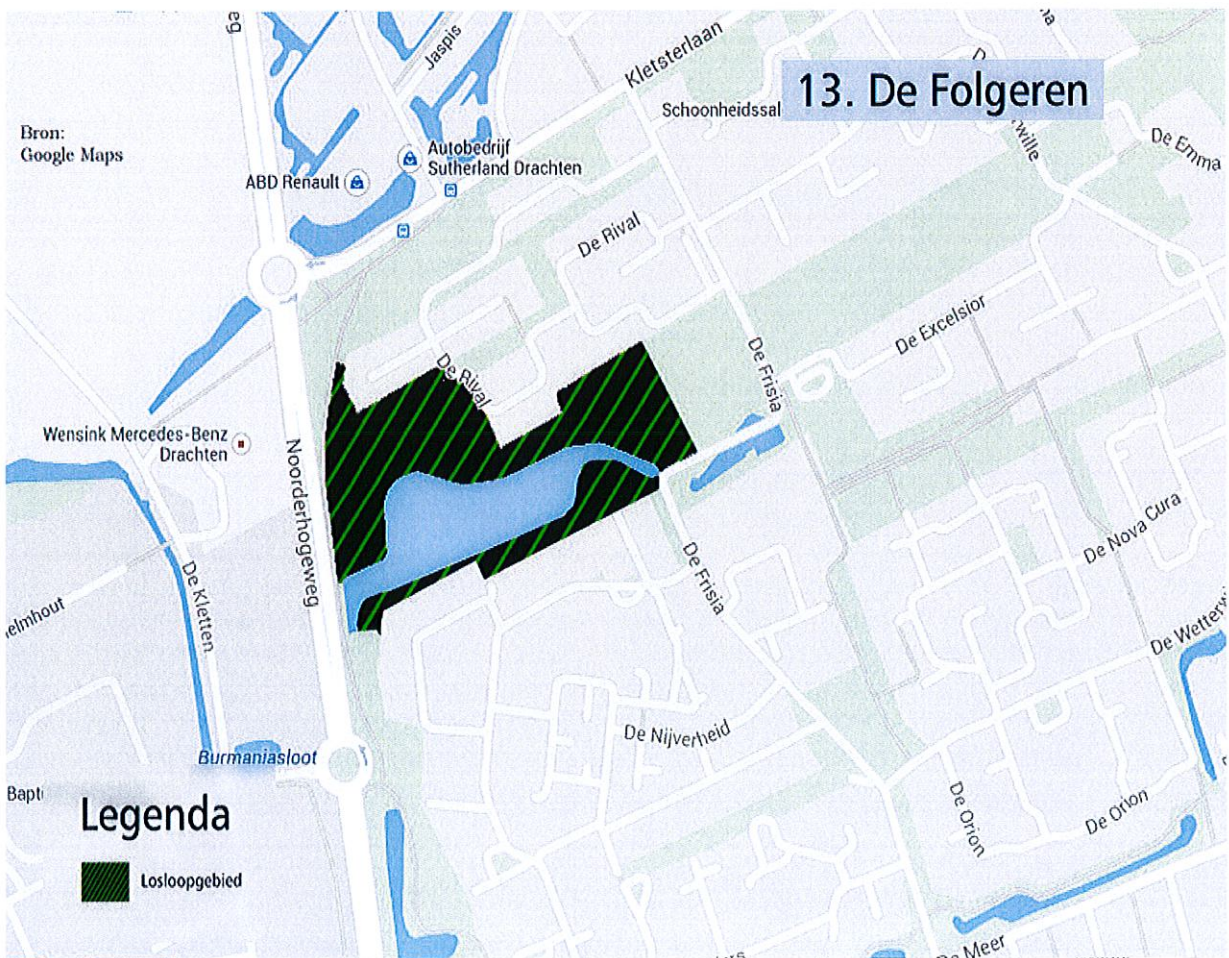 13. De Folgeren
Bron:
Google Maps
Jaspis
Kletsterlaan
Schoonheidssal
De Emma
Autobedrijf
Sutherland Drachten
ABD Renault
De Rival
De Excelsior
De Frisia
De Rival
Wensink Mercedes-Benz
Drachten
Noorderhogeweg
De Nova Cura
De Frisia
De Kletten
De Nijverheid
Burmaniasloot
De Orion
De Orion
De Meer
Legenda
Losloopgebied